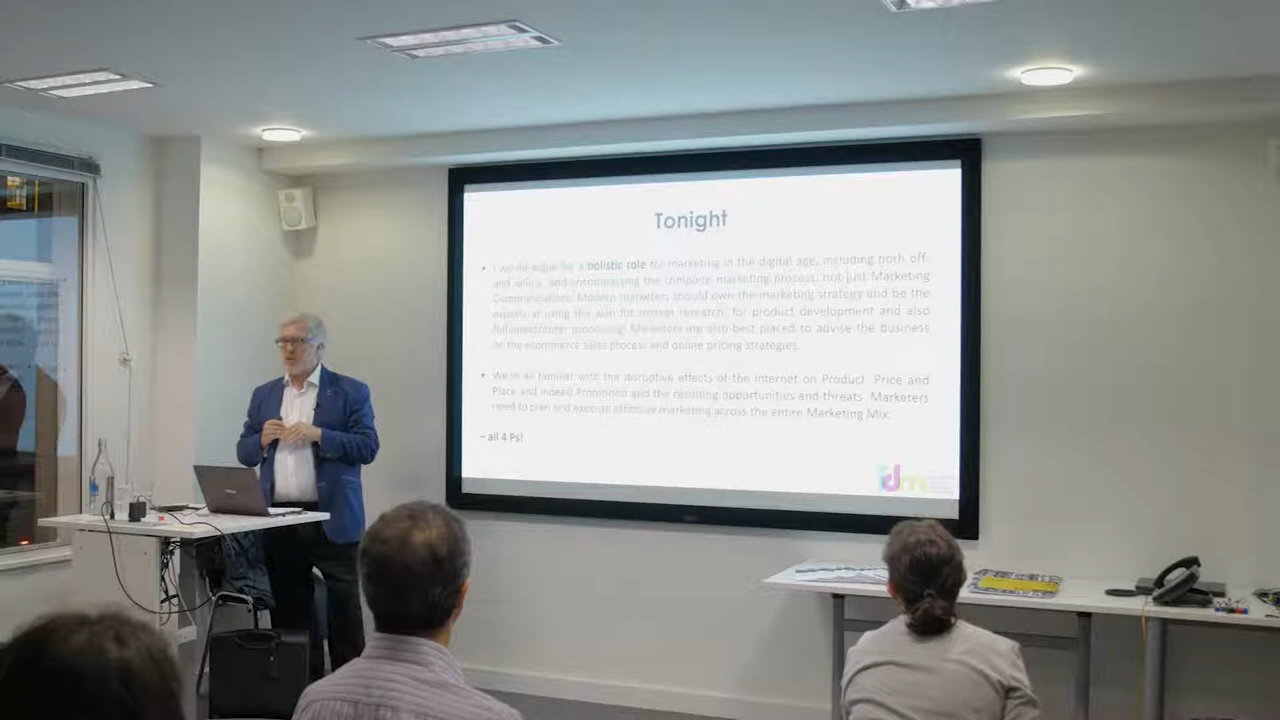 Tonight
• I would argue for a holistic role for marketing in the digital age, including both off-
and online, and encompassing the complete marketing process, not just Marketing
Communications. Modern marketers should own the marketing strategy and be the
experts at using the web for market research, for product development and also
processing. Marketers are also best placed to advise the business
on the ecommerce sales process and online pricing strategies.
• We're all familiar with the disruptive effects of the internet on Product Price and
Place and indeed Promotion and the resulting opportunities and threats Marketers
need to plan and execute effective marketing across the entire Marketing Mix.
– all 4 Ps!
idm